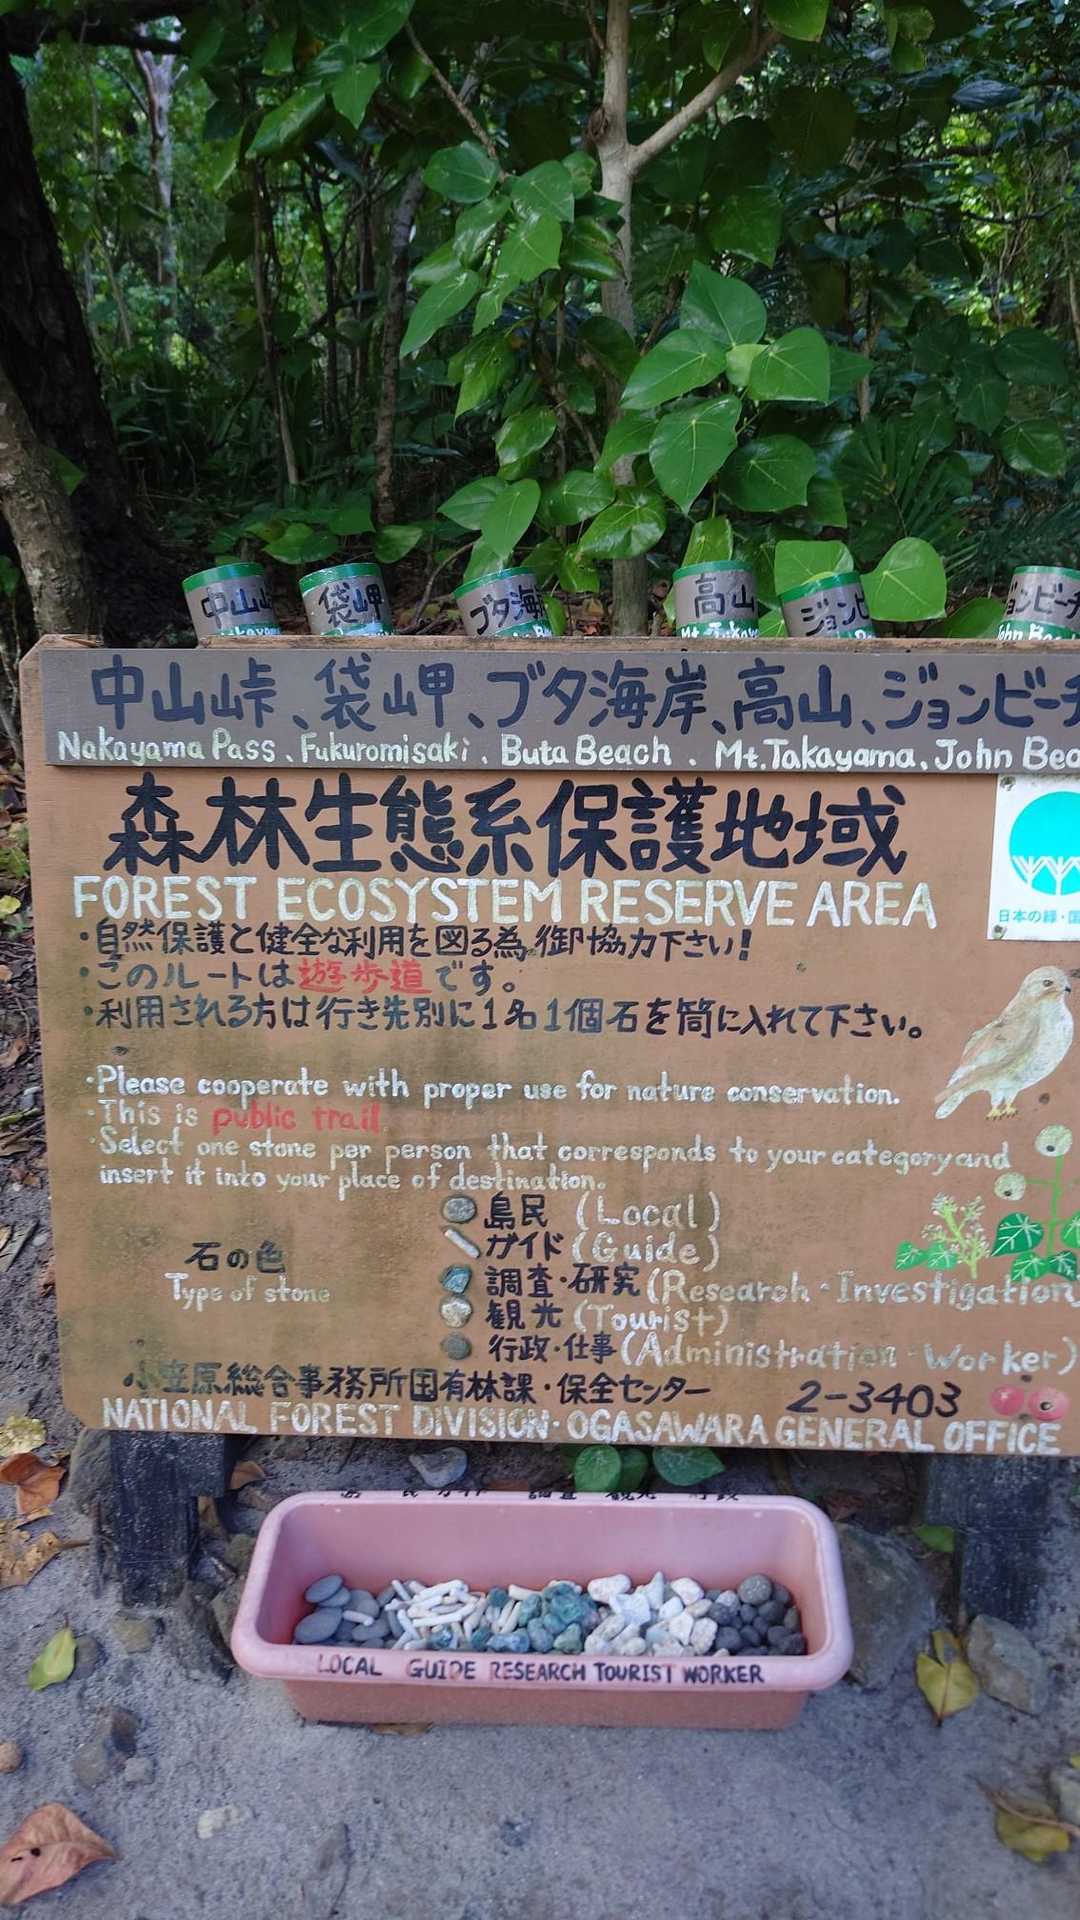 中山
袋岬
ブタ海
高山
ジョンビ
ョンビーチ
Mt. Takaya
John Bea
中山峠、袋岬、ブタ海岸、高山、ジョンビーチ
Nakayama Pass、Fukuromisaki、Buta Beach、Mt.Takayama、John Bea
森林生態系保護地域
FOREST ECOSYSTEM RESERVE AREA
日本の緑・国
・自然保護と健全な利用を図る為、御協力下さい!
・このルートは遊歩道です。
・利用される方は行き先別に1名1個石を筒に入れて下さい。
・Please cooperate with proper use for nature conservation.
・This is public trail.
・Select one stone per person that corresponds to your category and
insert it into your place of destination.
石の色
Type of stone
島民 (Local)
ガイド (Guide)
調査・研究 (Research・Investigation)
観光 (Tourist)
行政・仕事 (Administration・Worker)
小笠原総合事務所国有林課・保全センター 2-3403
NATIONAL FOREST DIVISION・OGASAWARA GENERAL OFFICE
LOCAL GUIDE RESEARCH TOURIST WORKER